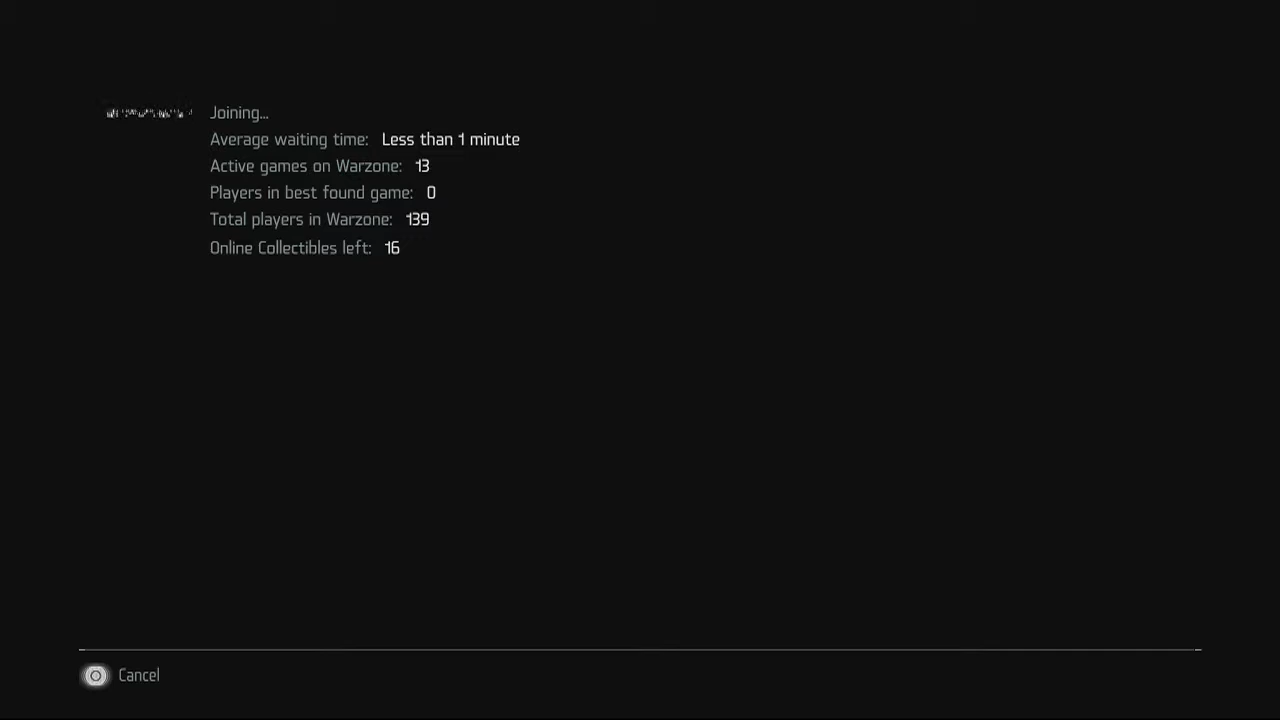 Joining...
Average waiting time: Less than 1 minute
Active games on Warzone: 13
Players in best found game: 0
Total players in Warzone: 139
Online Collectibles left: 16
Cancel